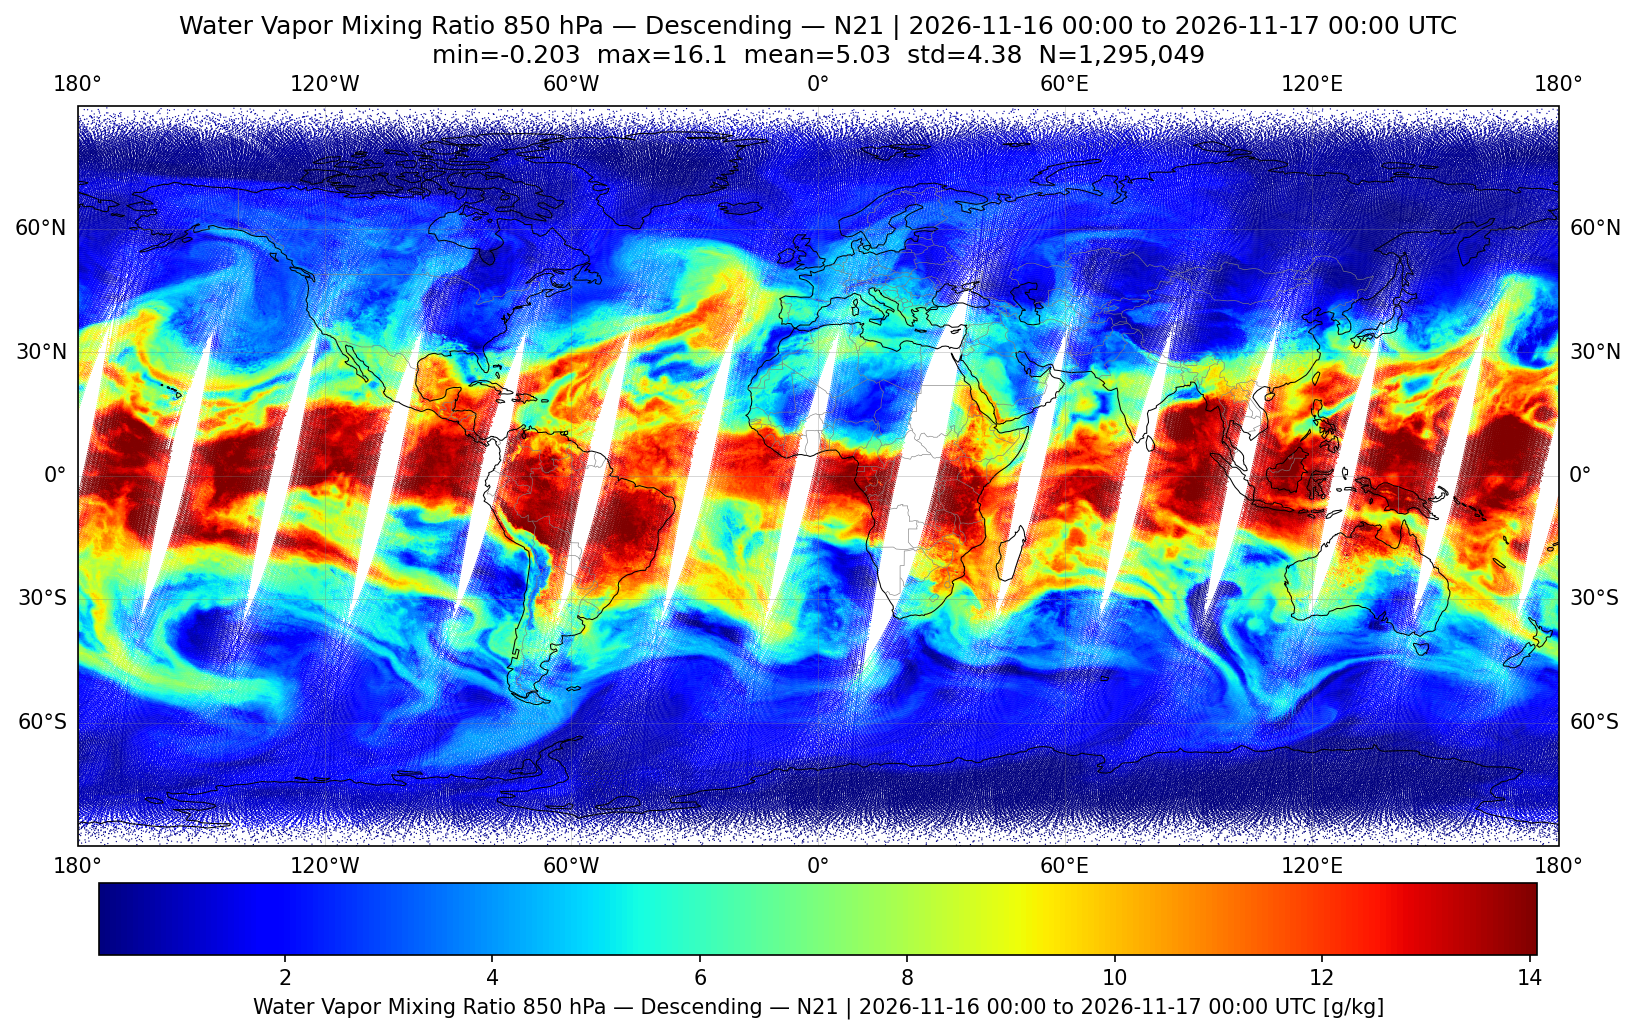 Water Vapor Mixing Ratio 850 hPa — Descending — N21 | 2026-11-16 00:00 to 2026-11-17 00:00 UTC
min=-0.203 max=16.1 mean=5.03 std=4.38 N=1,295,049
180° 120°W 60°W 0° 60°E 120°E 180°
60°N 60°N
30°N 30°N
0° 0°
30°S 30°S
60°S 60°S
180° 120°W 60°W 0° 60°E 120°E 180°
2 4 6 8 10 12 14
Water Vapor Mixing Ratio 850 hPa — Descending — N21 | 2026-11-16 00:00 to 2026-11-17 00:00 UTC [g/kg]